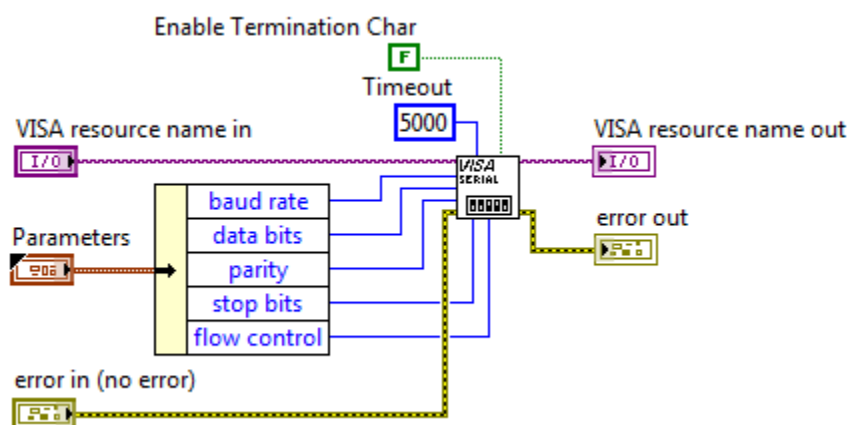 Enable Termination Char
F
Timeout
5000
VISA resource name in
VISA resource name out
I/O
I/O
VISA
SERIAL
baud rate
error out
data bits
Parameters
parity
stop bits
flow control
error in (no error)